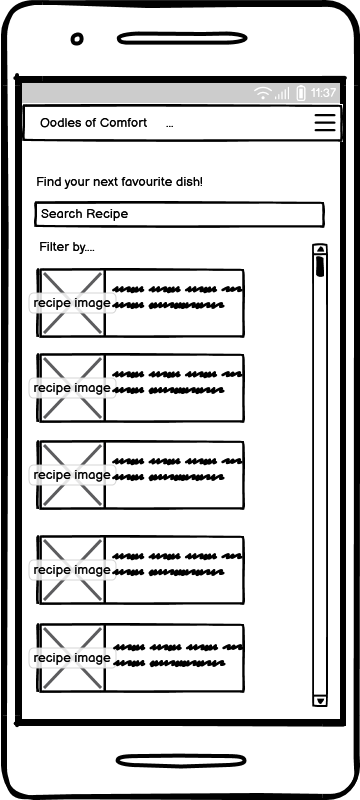 11:37
Oodles of Comfort ...
Find your next favourite dish!
Search Recipe
Filter by....
recipe image
recipe image
recipe image
recipe image
recipe image